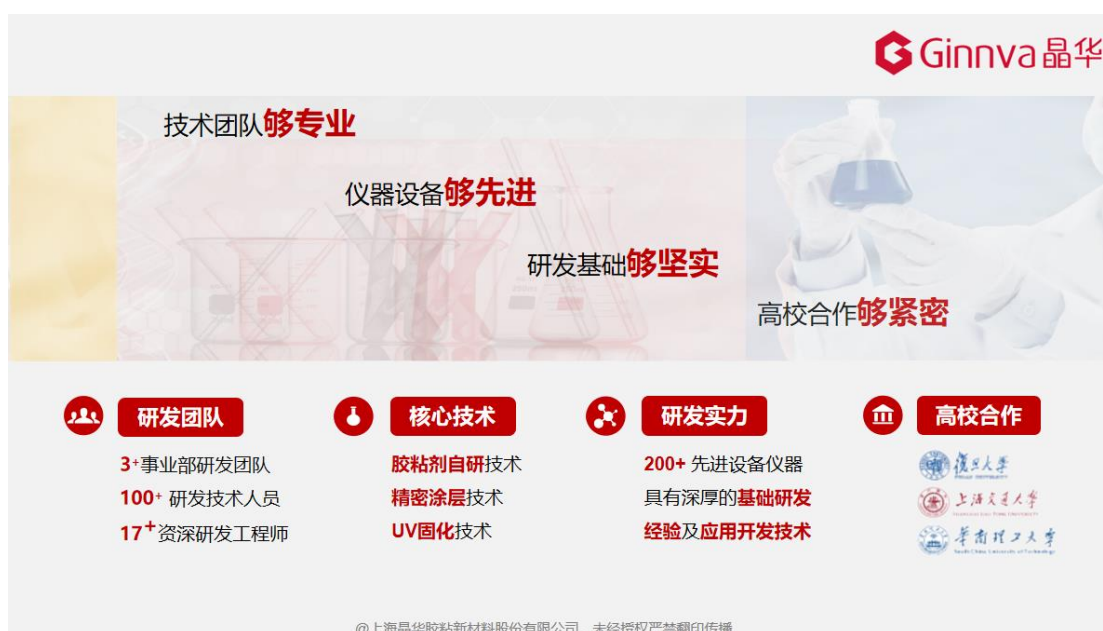 Ginnva晶华
技术团队够专业
仪器设备够先进
研发基础够坚实
高校合作够紧密
研发团队
3+事业部研发团队
100+ 研发技术人员
17+资深研发工程师
核心技术
胶粘剂自研技术
精密涂层技术
UV固化技术
研发实力
200+ 先进设备仪器
具有深厚的基础研发
经验及应用开发技术
高校合作
復旦大学
上海交通大学
华南理工大学
South China University of Technology
@上海晶华胶粘新材料股份有限公司 未经授权严禁翻印传播